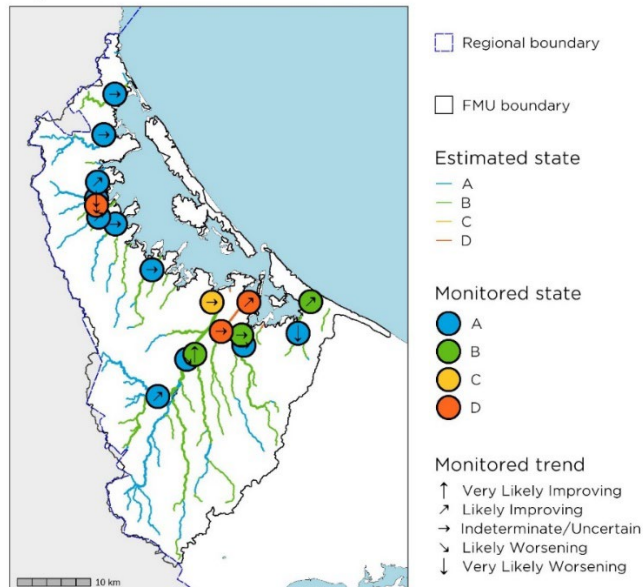 Regional boundary
FMU boundary
Estimated state
A
B
C
D
Monitored state
A
B
C
D
Monitored trend
↑ Very Likely Improving
↗ Likely Improving
→ Indeterminate/Uncertain
↘ Likely Worsening
↓ Very Likely Worsening
10 km